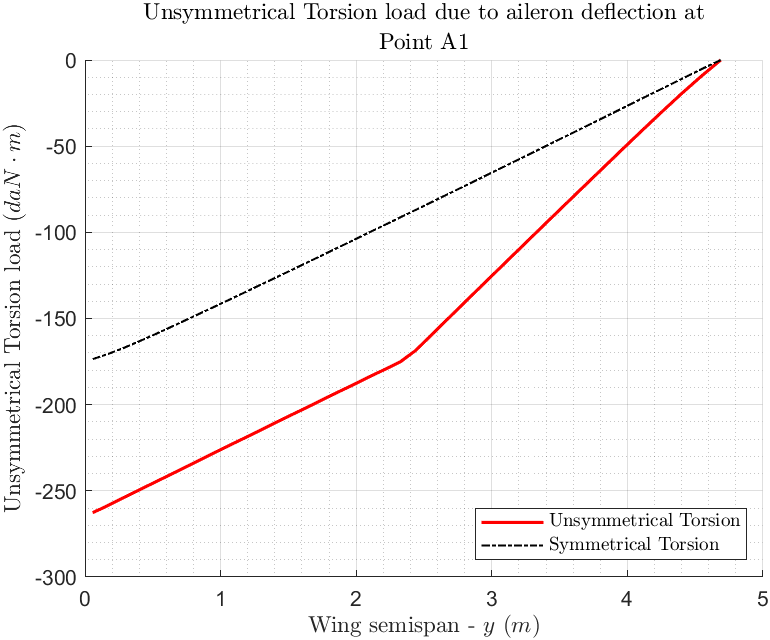 Unsymmetrical Torsion load due to aileron deflection at
Point A1
Unsymmetrical Torsion load (daN · m)
0
-50
-100
-150
-200
-250
-300
0 1 2 3 4 5
Wing semispan - y (m)
Unsymmetrical Torsion
Symmetrical Torsion